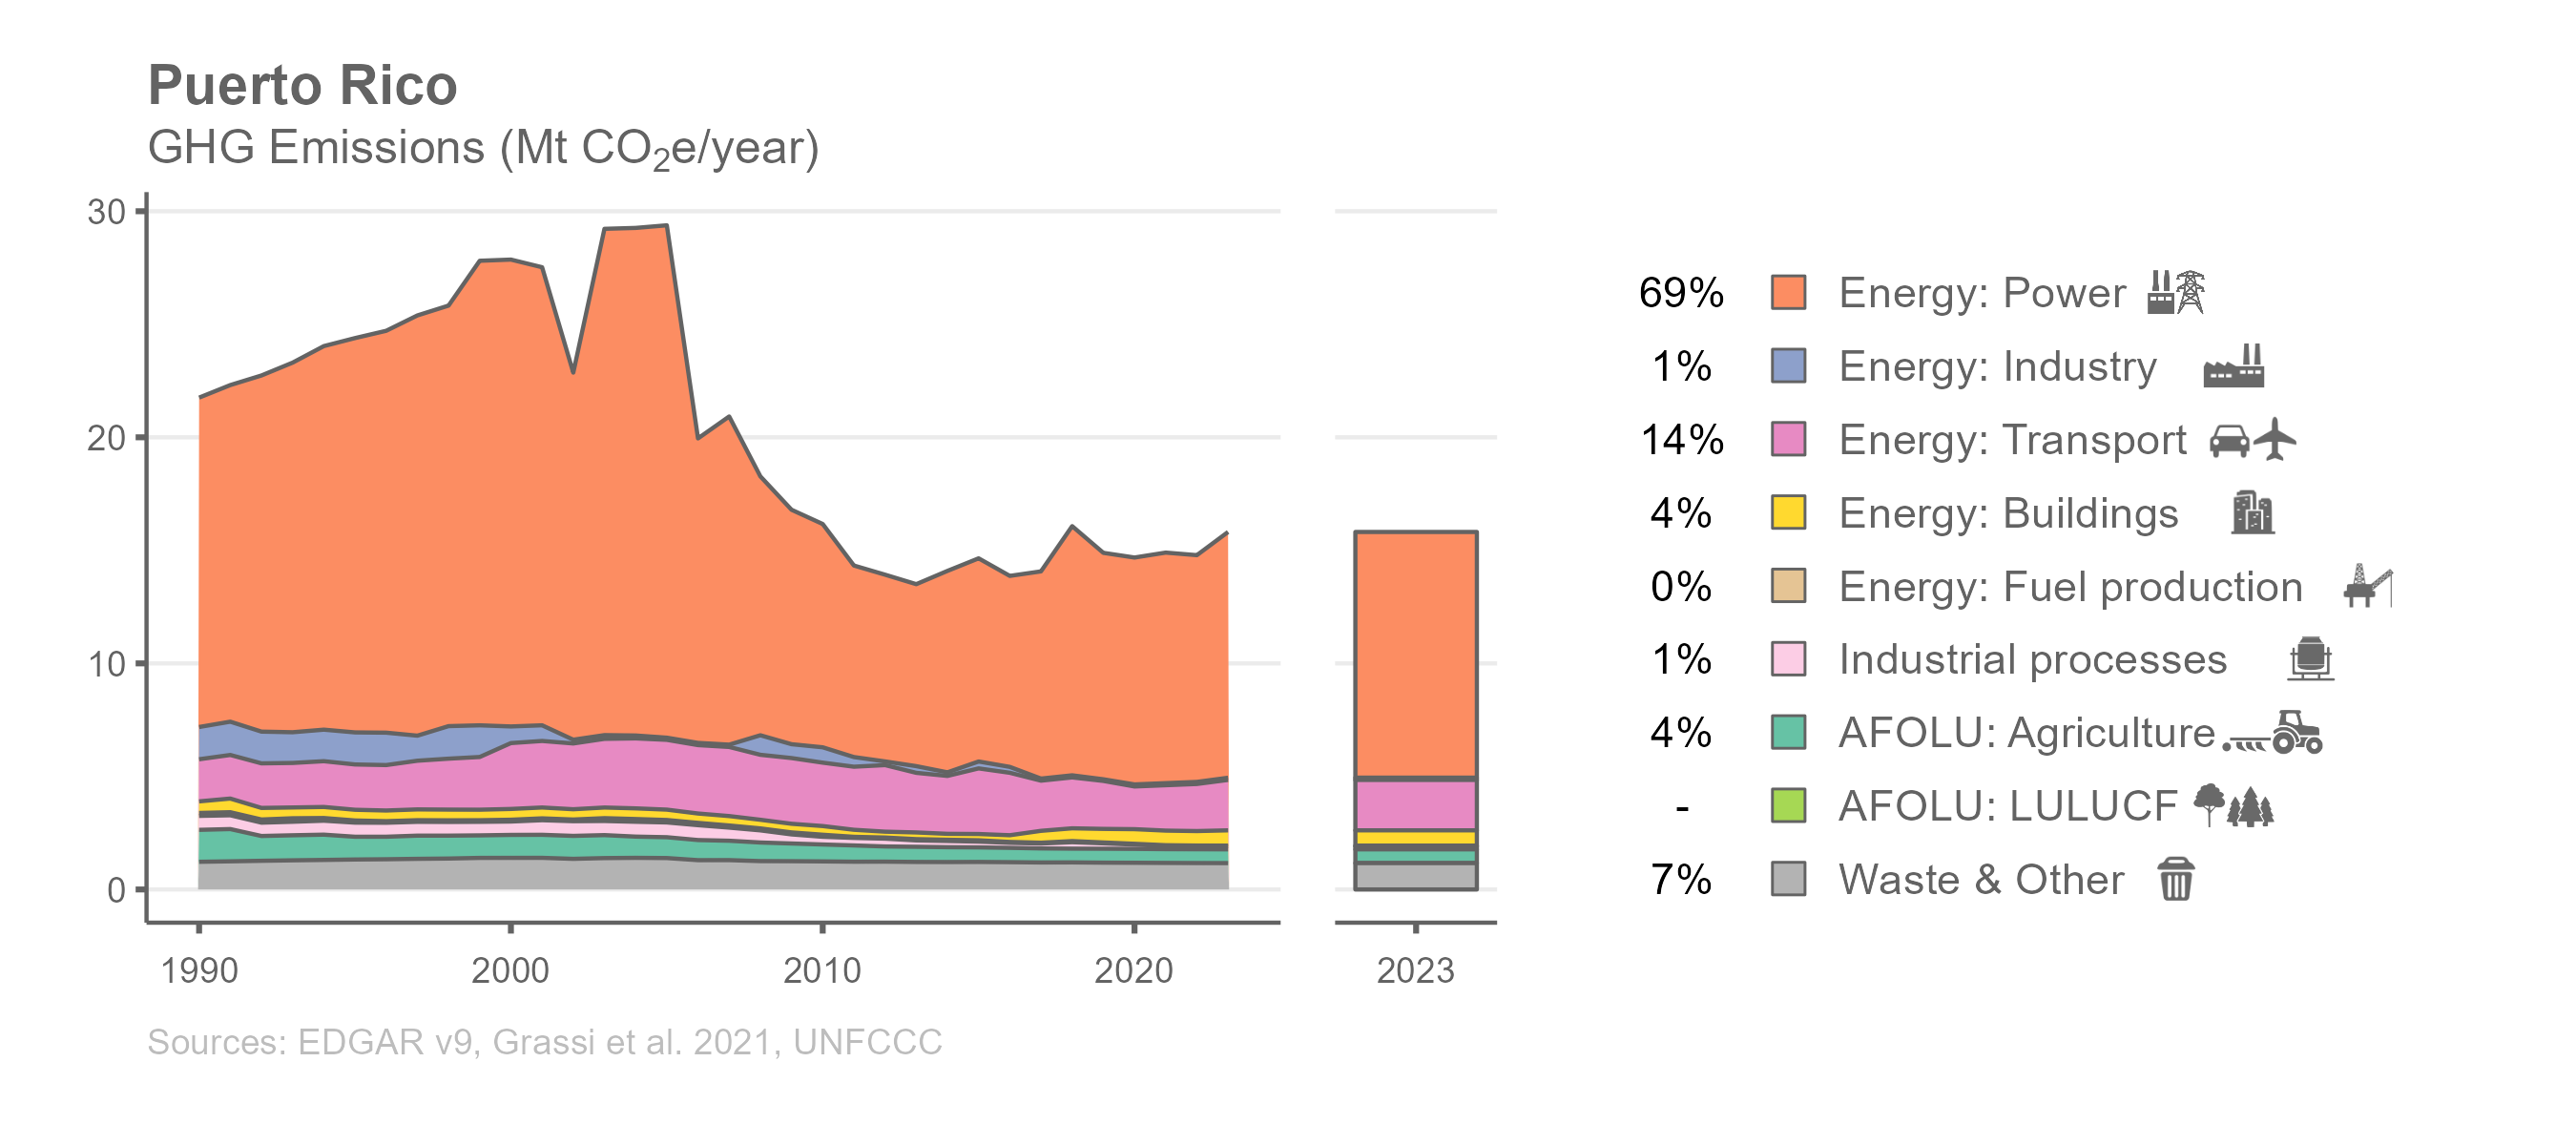 Puerto Rico
GHG Emissions (Mt CO₂e/year)
30
20
10
0
1990
2000
2010
2020
2023
69% Energy: Power
1% Energy: Industry
14% Energy: Transport
4% Energy: Buildings
0% Energy: Fuel production
1% Industrial processes
4% AFOLU: Agriculture
- AFOLU: LULUCF
7% Waste & Other
Sources: EDGAR v9, Grassi et al. 2021, UNFCCC